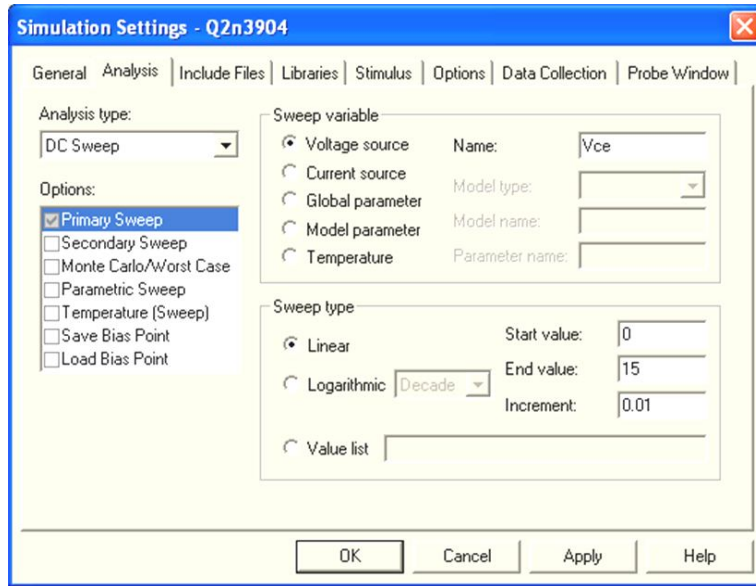 Simulation Settings - Q2n3904
General Analysis Include Files Libraries Stimulus Options Data Collection Probe Window
Analysis type:
DC Sweep
Options:
Primary Sweep
Secondary Sweep
Monte Carlo/Worst Case
Parametric Sweep
Temperature (Sweep)
Save Bias Point
Load Bias Point
Sweep variable
Voltage source
Current source
Global parameter
Model parameter
Temperature
Name: Vce
Model type:
Model name:
Parameter name:
Sweep type
Linear
Logarithmic Decade
Value list
Start value: 0
End value: 15
Increment: 0.01
OK Cancel Apply Help